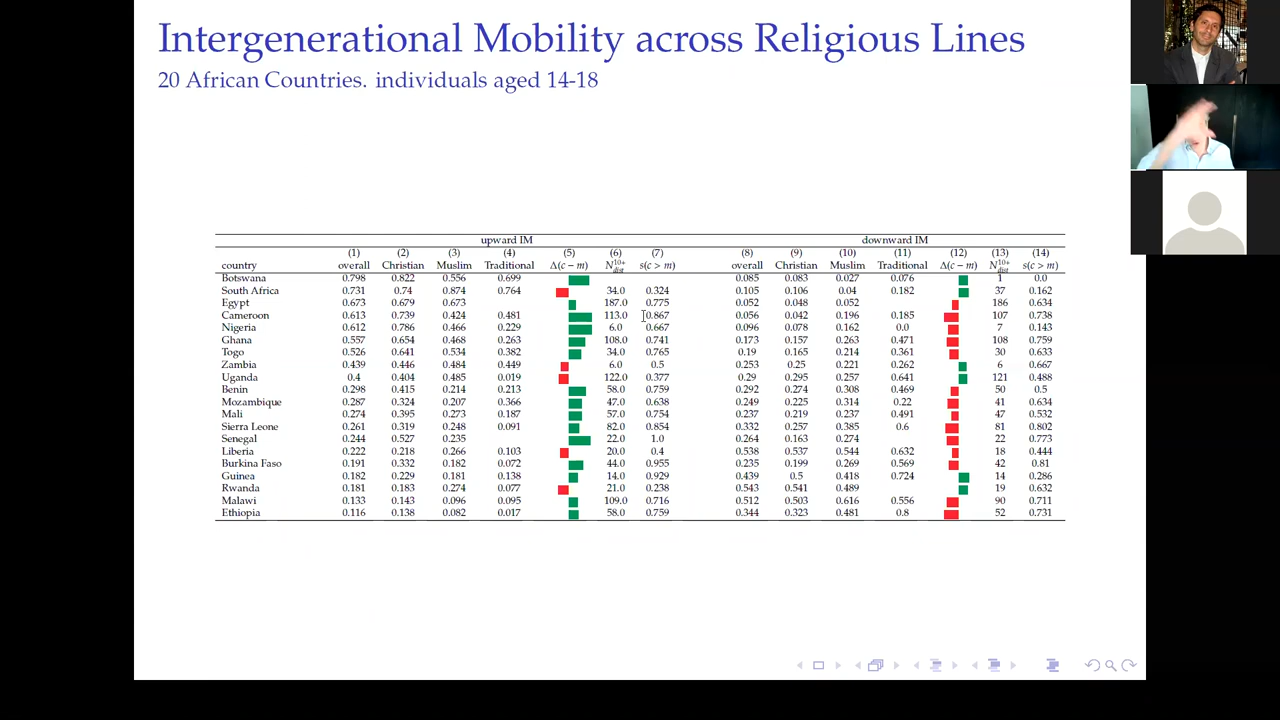 Intergenerational Mobility across Religious Lines
20 African Countries. individuals aged 14-18
upward IM downward IM
(1) (2) (3) (4) (5) (6) (7) (8) (9) (10) (11) (12) (13) (14)
country overall Christian Muslim Traditional Δ(c − m) N^{10+}_{dist} s(c > m) overall Christian Muslim Traditional Δ(c − m) N^{10+}_{dist} s(c > m)
Botswana 0.798 0.822 0.556 0.699 0.085 0.083 0.027 0.076 1 0.0
South Africa 0.731 0.74 0.874 0.764 34.0 0.324 0.105 0.106 0.04 0.182 37 0.162
Egypt 0.673 0.679 0.673 187.0 0.775 0.052 0.048 0.052 186 0.634
Cameroon 0.613 0.739 0.424 0.481 113.0 0.867 0.056 0.042 0.196 0.185 107 0.738
Nigeria 0.612 0.786 0.466 0.229 6.0 0.667 0.096 0.078 0.162 0.0 7 0.143
Ghana 0.557 0.654 0.468 0.263 108.0 0.741 0.173 0.157 0.263 0.471 108 0.759
Togo 0.526 0.641 0.534 0.382 34.0 0.765 0.19 0.165 0.214 0.361 30 0.633
Zambia 0.439 0.446 0.484 0.449 6.0 0.5 0.253 0.25 0.221 0.262 6 0.667
Uganda 0.4 0.404 0.485 0.019 122.0 0.377 0.29 0.295 0.257 0.641 121 0.488
Benin 0.298 0.415 0.214 0.213 58.0 0.759 0.292 0.274 0.308 0.469 50 0.5
Mozambique 0.287 0.324 0.207 0.366 47.0 0.638 0.249 0.225 0.314 0.22 41 0.634
Mali 0.274 0.395 0.273 0.187 57.0 0.754 0.237 0.219 0.237 0.491 47 0.532
Sierra Leone 0.261 0.319 0.248 0.091 82.0 0.854 0.332 0.257 0.385 0.6 81 0.802
Senegal 0.244 0.527 0.235 22.0 1.0 0.264 0.163 0.274 22 0.773
Liberia 0.222 0.218 0.266 0.103 20.0 0.4 0.538 0.537 0.544 0.632 18 0.444
Burkina Faso 0.191 0.332 0.182 0.072 44.0 0.955 0.235 0.199 0.269 0.569 42 0.81
Guinea 0.182 0.229 0.181 0.138 14.0 0.929 0.439 0.5 0.418 0.724 14 0.286
Rwanda 0.181 0.183 0.274 0.077 21.0 0.238 0.543 0.541 0.489 19 0.632
Malawi 0.133 0.143 0.096 0.095 109.0 0.716 0.512 0.503 0.616 0.556 90 0.711
Ethiopia 0.116 0.138 0.082 0.017 58.0 0.759 0.344 0.323 0.481 0.8 52 0.731